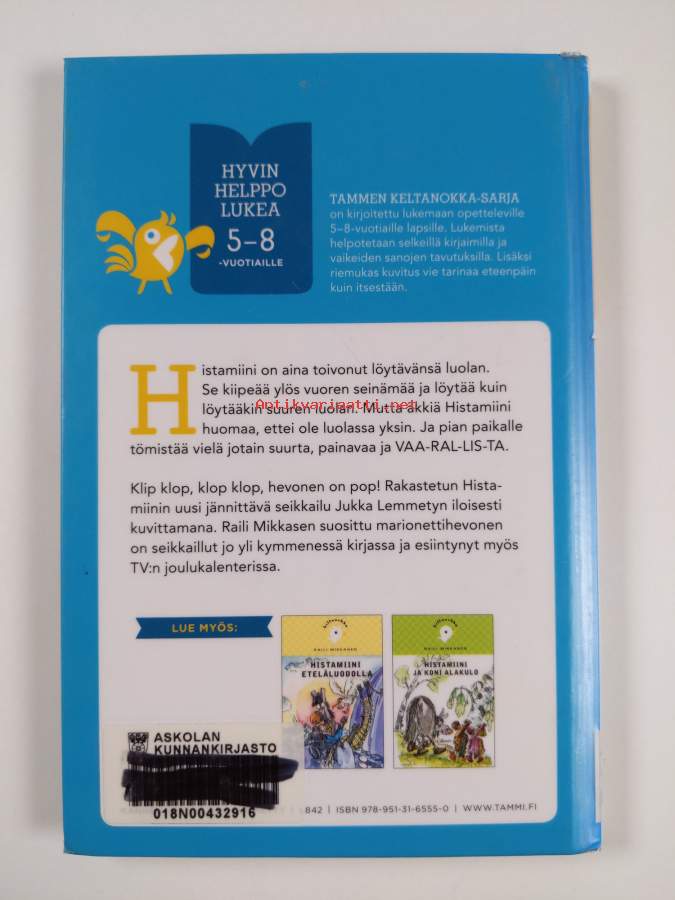 HYVIN
HELPPO
LUKEA
5–8
-VUOTIAILLE
TAMMEN KELTANOKKA-SARJA
on kirjoitettu lukemaan opetteleville
5–8-vuotiaille lapsille. Lukemista
helpotetaan selkeillä kirjaimilla ja
vaikeiden sanojen tavutuksilla. Lisäksi
riemukas kuvitus vie tarinaa eteenpäin
kuin itsestään.
Histamiini on aina toivonut löytävänsä luolan.
Se kiipeää ylös vuoren seinämää ja löytää kuin
Antikvariaatti.net
löytääkin suuren luolan. Mutta äkkiä Histamiini
huomaa, ettei ole luolassa yksin. Ja pian paikalle
tömistää vielä jotain suurta, painavaa ja VAA-RAL-LIS-TA.
Klip klop, klop klop, hevonen on pop! Rakastetun Hista-
miinin uusi jännittävä seikkailu Jukka Lemmetyn iloisesti
kuvittamana. Raili Mikkasen suosittu marionettihevonen
on seikkaillut jo yli kymmenessä kirjassa ja esiintynyt myös
TV:n joulukalenterissa.
LUE MYÖS:
keltanokka
RAILI MIKKANEN
HISTAMIINI
ETELÄLUODOLLA
keltanokka
RAILI MIKKANEN
HISTAMIINI
JA KONI ALAKULO
ASKOLAN
KUNNANKIRJASTO
018N00432916
842 | ISBN 978-951-31-6555-0 | WWW.TAMMI.FI